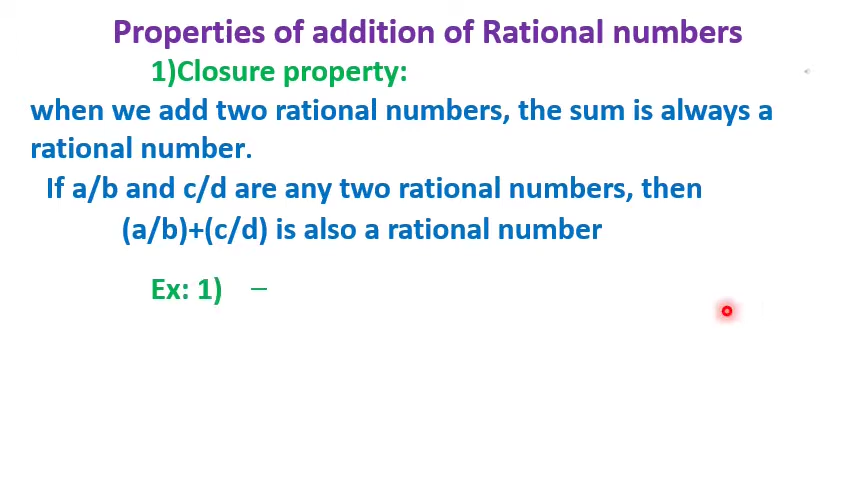 Properties of addition of Rational numbers
1)Closure property:
when we add two rational numbers, the sum is always a
rational number.
If a/b and c/d are any two rational numbers, then
(a/b)+(c/d) is also a rational number
Ex: 1) –